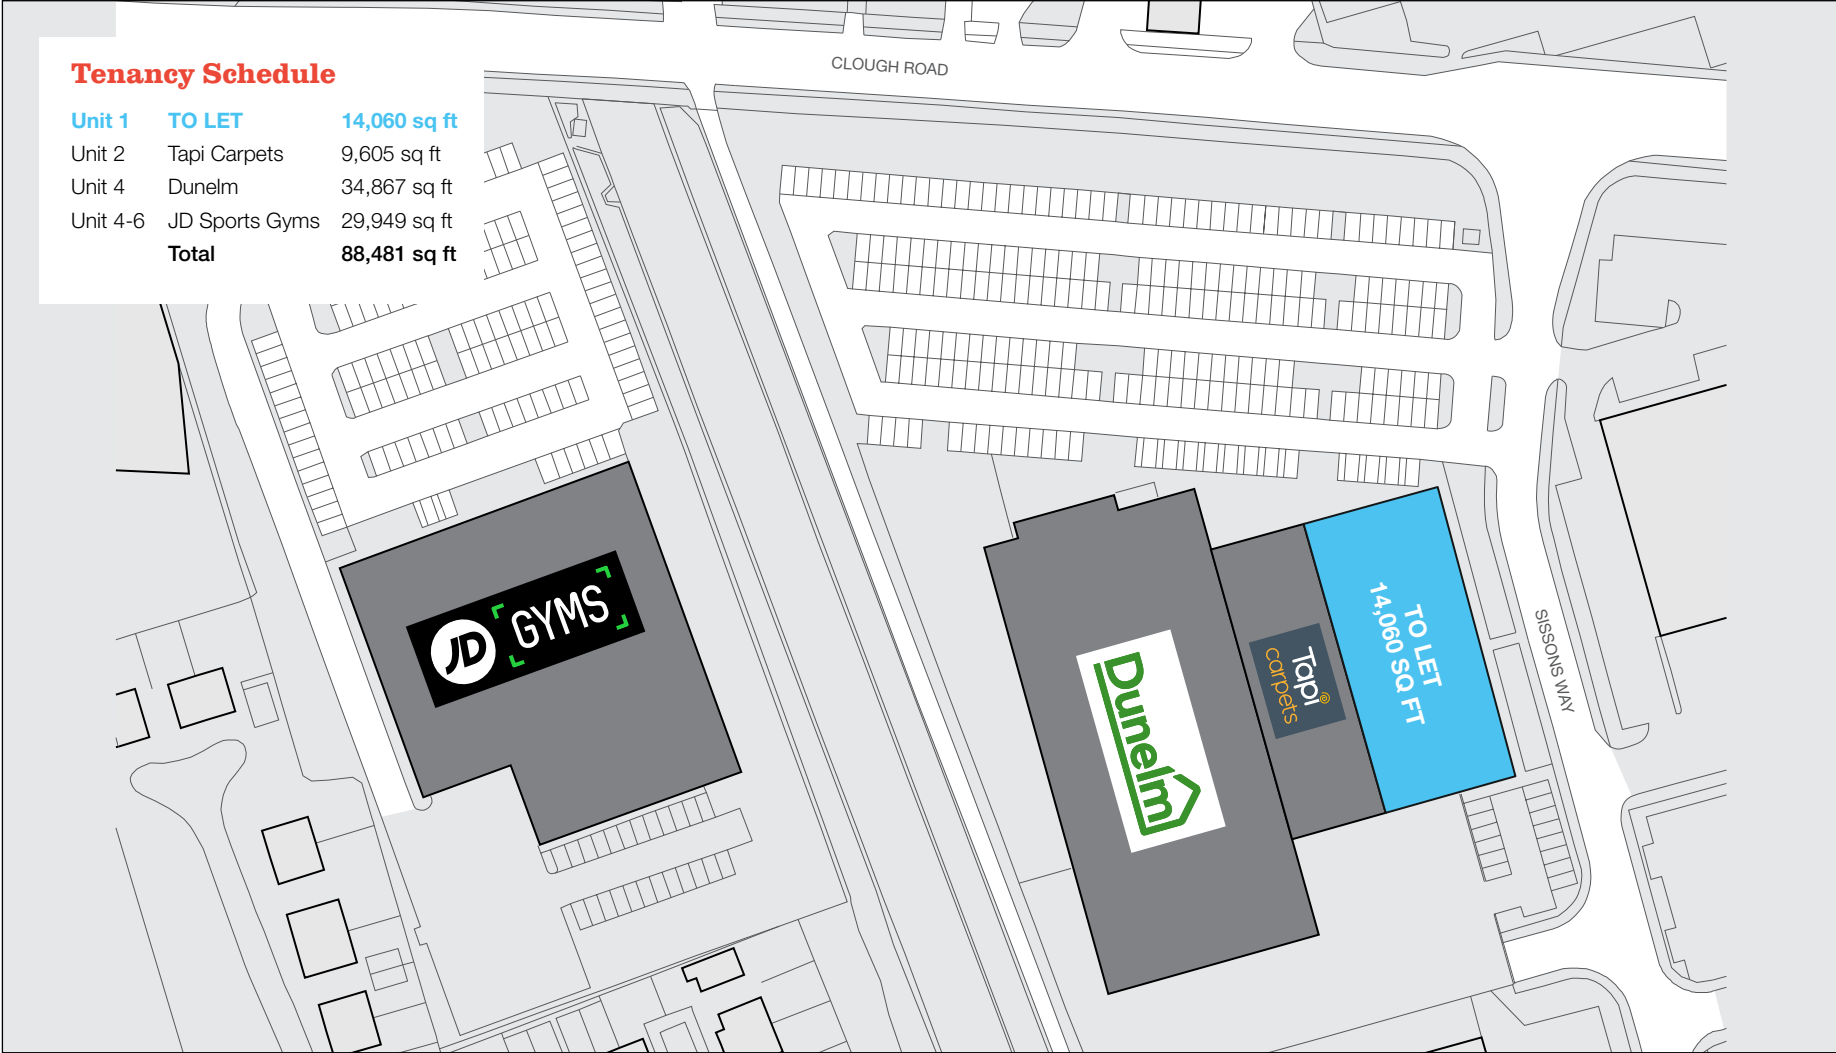 Tenancy Schedule
Unit 1 TO LET 14,060 sq ft
Unit 2 Tapi Carpets 9,605 sq ft
Unit 4 Dunelm 34,867 sq ft
Unit 4-6 JD Sports Gyms 29,949 sq ft
Total 88,481 sq ft
CLOUGH ROAD
JD GYMS
Dunelm
Tapi
carpets
TO LET
14,060 SQ FT
SISSONS WAY